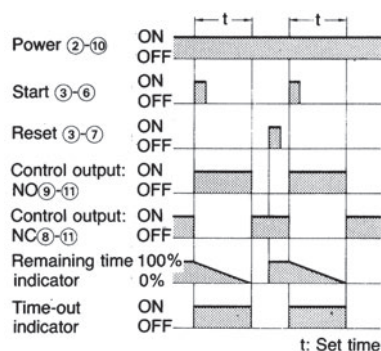 t t
Power ②-⑩ ON
OFF
Start ③-⑥ ON
OFF
Reset ③-⑦ ON
OFF
Control output: ON
NO⑨-⑪ OFF
Control output: ON
NC⑧-⑪ OFF
Remaining time 100%
indicator 0%
Time-out ON
indicator OFF
t: Set time